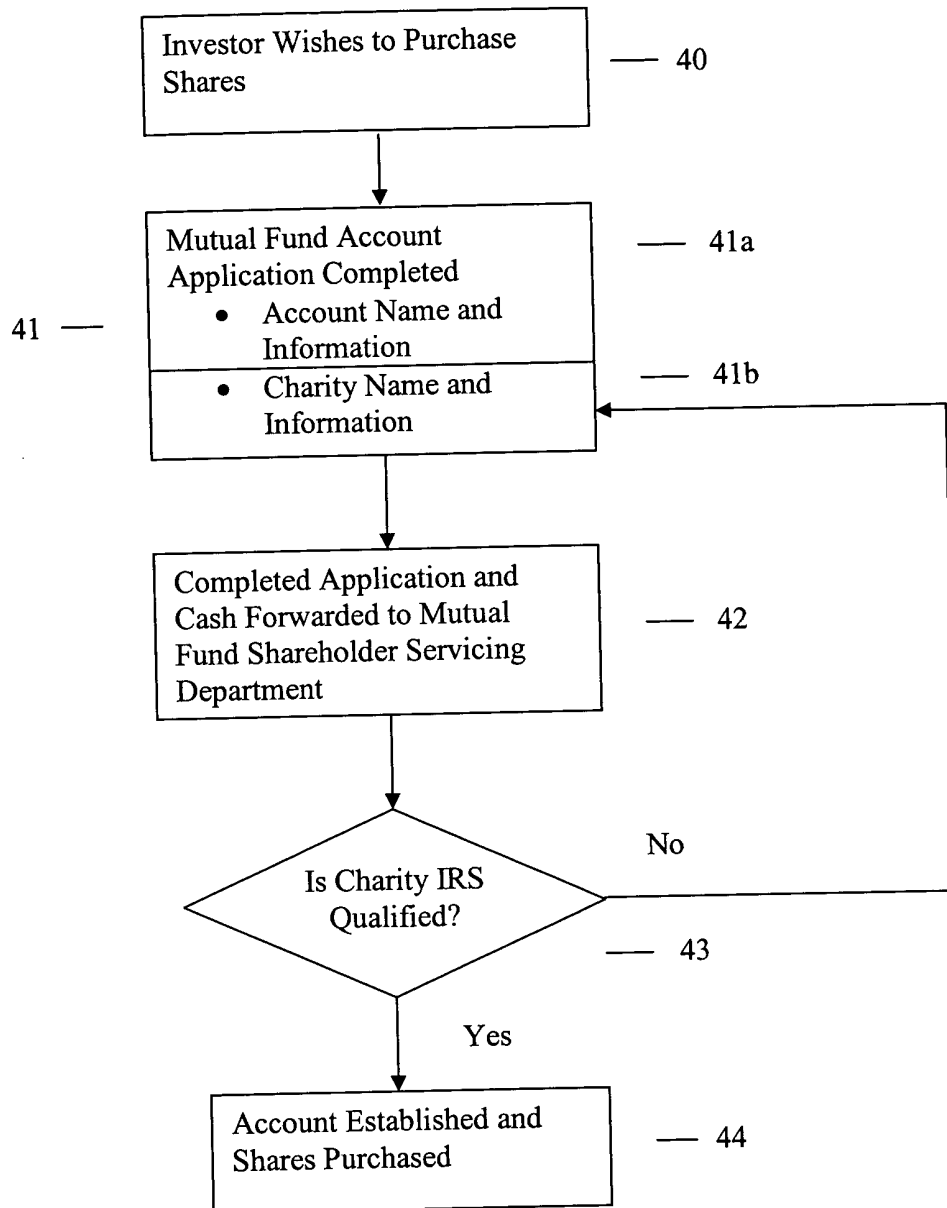 Investor Wishes to Purchase
Shares
40
Mutual Fund Account
Application Completed
• Account Name and
Information
41a
41
• Charity Name and
Information
41b
Completed Application and
Cash Forwarded to Mutual
Fund Shareholder Servicing
Department
42
Is Charity IRS
Qualified?
No
43
Yes
Account Established and
Shares Purchased
44